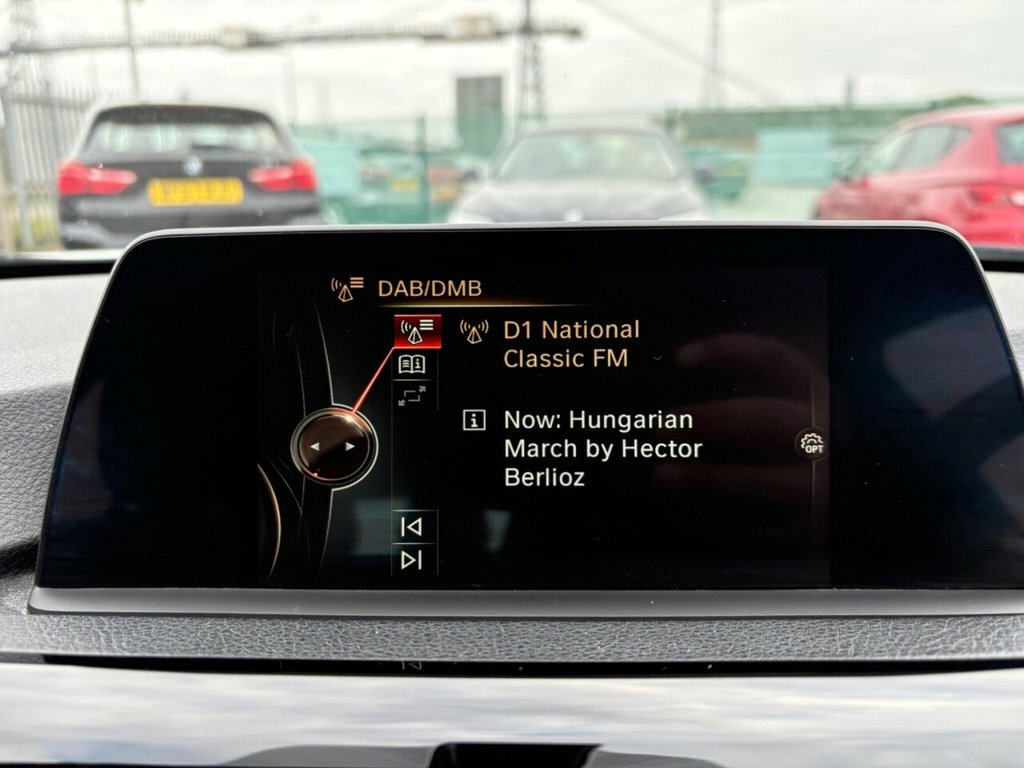 DAB/DMB
D1 National
Classic FM
Now: Hungarian
March by Hector
Berlioz
OPT